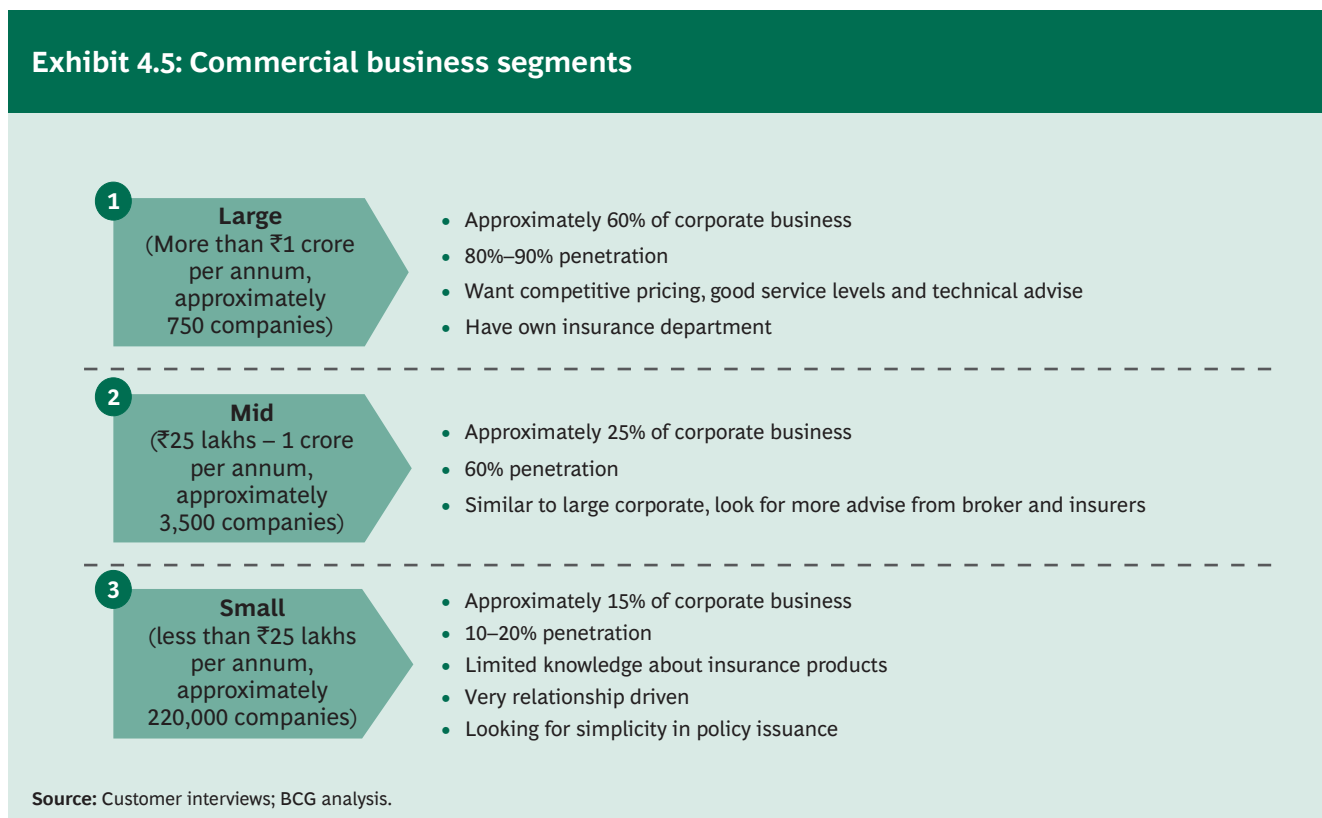 Exhibit 4.5: Commercial business segments
1
Large
(More than ₹1 crore
per annum,
approximately
750 companies)
• Approximately 60% of corporate business
• 80%–90% penetration
• Want competitive pricing, good service levels and technical advise
• Have own insurance department
2
Mid
(₹25 lakhs – 1 crore
per annum,
approximately
3,500 companies)
• Approximately 25% of corporate business
• 60% penetration
• Similar to large corporate, look for more advise from broker and insurers
3
Small
(less than ₹25 lakhs
per annum,
approximately
220,000 companies)
• Approximately 15% of corporate business
• 10–20% penetration
• Limited knowledge about insurance products
• Very relationship driven
• Looking for simplicity in policy issuance
Source: Customer interviews; BCG analysis.